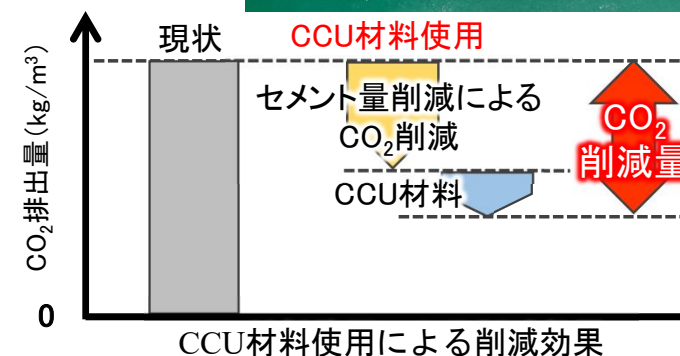 現状
CCU材料使用
CO₂排出量(kg/m³)
セメント量削減による
CO₂削減
CO₂
削減量
CCU材料
0
CCU材料使用による削減効果